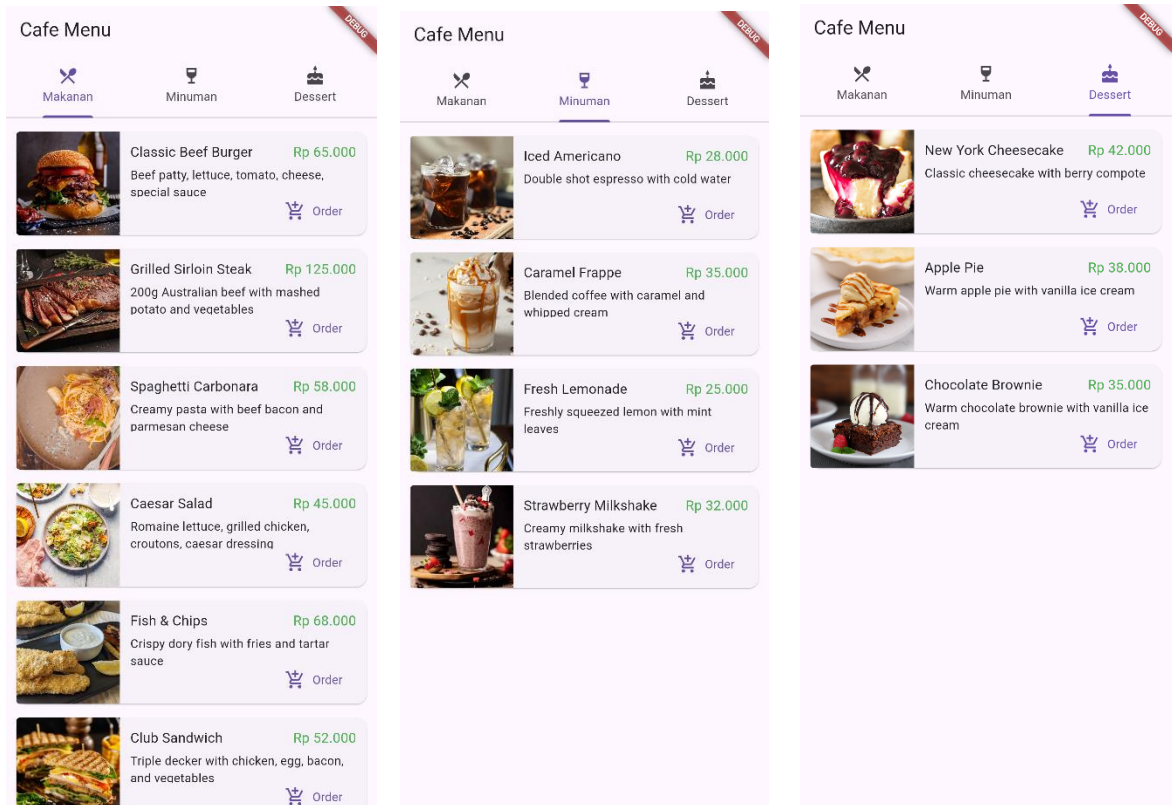 Cafe Menu
DEBUG
Makanan
Minuman
Dessert
Classic Beef Burger
Rp 65.000
Beef patty, lettuce, tomato, cheese,
special sauce
Order
Grilled Sirloin Steak
Rp 125.000
200g Australian beef with mashed
potato and vegetables
Order
Spaghetti Carbonara
Rp 58.000
Creamy pasta with beef bacon and
parmesan cheese
Order
Caesar Salad
Rp 45.000
Romaine lettuce, grilled chicken,
croutons, caesar dressing
Order
Fish & Chips
Rp 68.000
Crispy dory fish with fries and tartar
sauce
Order
Club Sandwich
Rp 52.000
Triple decker with chicken, egg, bacon,
and vegetables
Order
Cafe Menu
DEBUG
Makanan
Minuman
Dessert
Iced Americano
Rp 28.000
Double shot espresso with cold water
Order
Caramel Frappe
Rp 35.000
Blended coffee with caramel and
whipped cream
Order
Fresh Lemonade
Rp 25.000
Freshly squeezed lemon with mint
leaves
Order
Strawberry Milkshake
Rp 32.000
Creamy milkshake with fresh
strawberries
Order
Cafe Menu
DEBUG
Makanan
Minuman
Dessert
New York Cheesecake
Rp 42.000
Classic cheesecake with berry compote
Order
Apple Pie
Rp 38.000
Warm apple pie with vanilla ice cream
Order
Chocolate Brownie
Rp 35.000
Warm chocolate brownie with vanilla ice
cream
Order